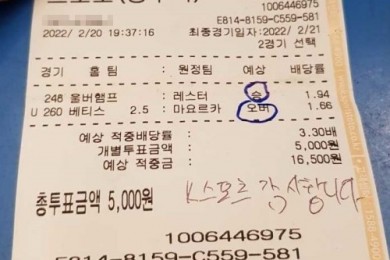 1006446975
2022/ 2/20 19:37:16 E814-8159-C559-581
최종경기일자:2022/ 2/21
2경기 선택
경기 홈팀 : 원정팀 예상 배당률
248 울버햄프 : 레스터 승 1.94
U 260 베티스 2.5 : 마요르카 오버 1.66
예상 적중배당률 3.30배
개별투표금액 5,000원
예상 적중금 16,500원
총투표금액 5,000원
K스포츠 감사합니다
1006446975
E814-8159-C559-581